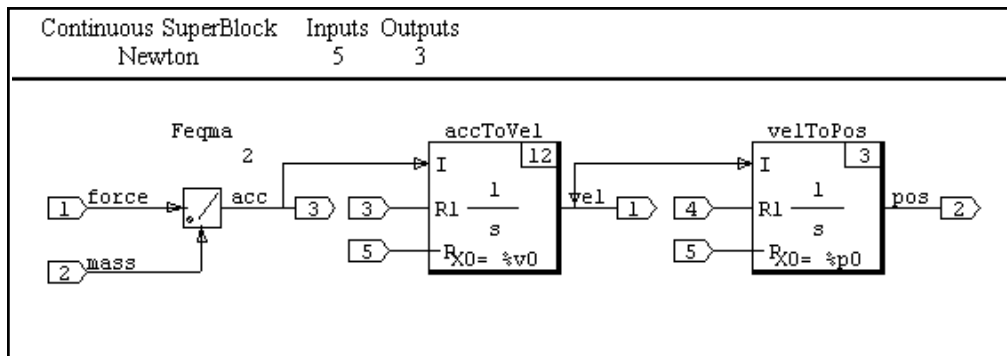 Continuous SuperBlock Inputs Outputs
Newton 5 3
Feqma accToVel velToPos
2 12 3
I I
1 force / acc 3 3 R1 1 vel 1 4 R1 1 pos 2
s s
2 mass 5 R X0= %v0 5 R X0= %p0